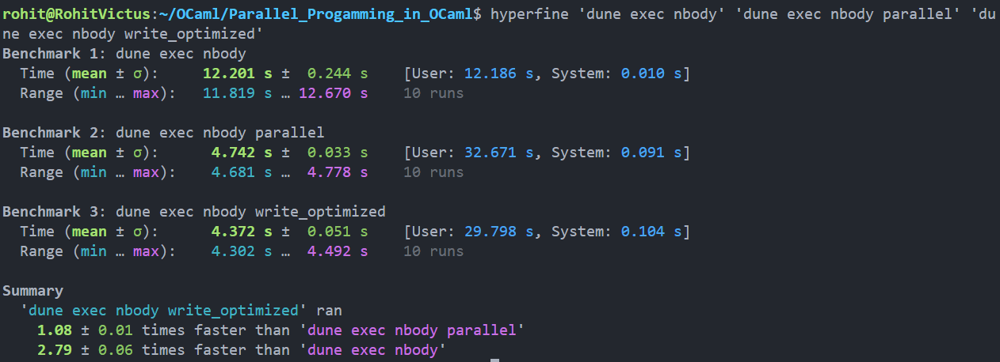 rohit@RohitVictus:~/OCaml/Parallel_Progamming_in_OCaml$ hyperfine 'dune exec nbody' 'dune exec nbody parallel' 'du
ne exec nbody write_optimized'
Benchmark 1: dune exec nbody
  Time (mean ± σ):     12.201 s ±  0.244 s    [User: 12.186 s, System: 0.010 s]
  Range (min … max):   11.819 s … 12.670 s    10 runs

Benchmark 2: dune exec nbody parallel
  Time (mean ± σ):      4.742 s ±  0.033 s    [User: 32.671 s, System: 0.091 s]
  Range (min … max):    4.681 s …  4.778 s    10 runs

Benchmark 3: dune exec nbody write_optimized
  Time (mean ± σ):      4.372 s ±  0.051 s    [User: 29.798 s, System: 0.104 s]
  Range (min … max):    4.302 s …  4.492 s    10 runs

Summary
  'dune exec nbody write_optimized' ran
    1.08 ± 0.01 times faster than 'dune exec nbody parallel'
    2.79 ± 0.06 times faster than 'dune exec nbody'